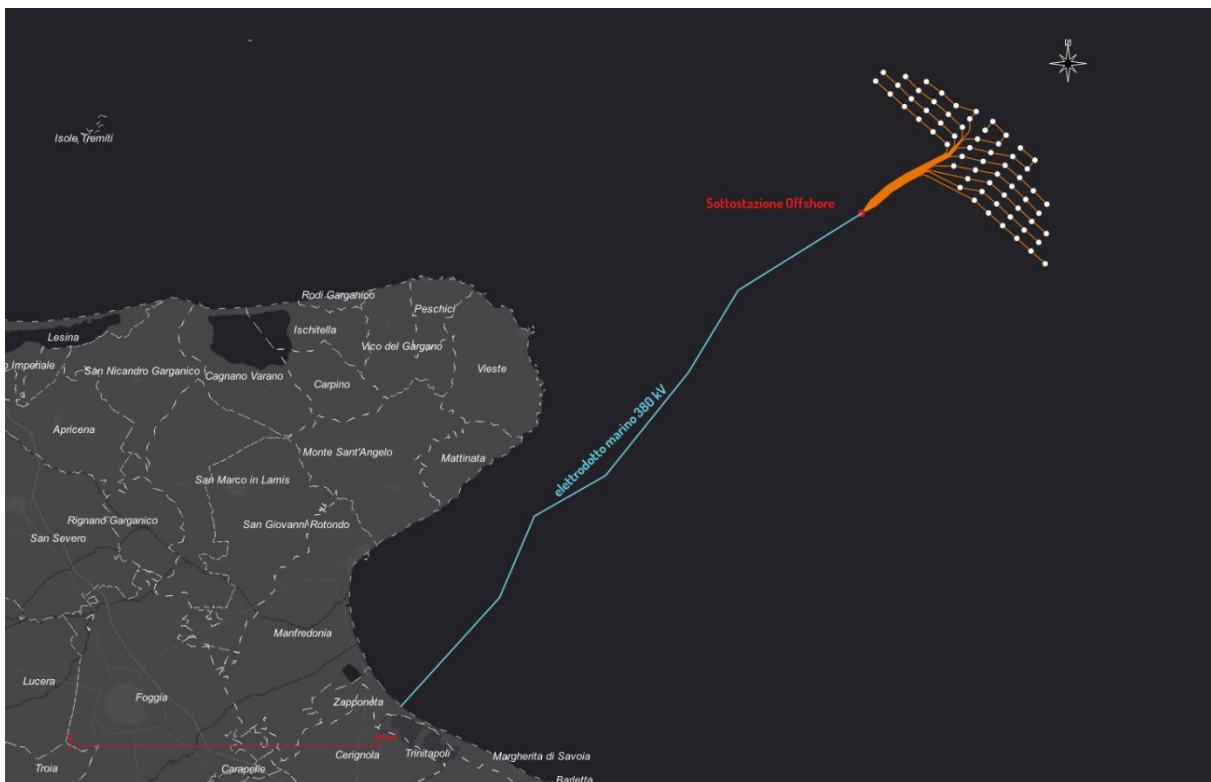 N
Isole Tremiti
Sottostazione Offshore
Rodi Garganico
Peschici
Lesina
Ischitella
Vico del Gargano
o Imperiale
San Nicandro Garganico
Cagnano Varano
Carpino
Vieste
elettrodotto marino 380 kV
Apricena
Monte Sant'Angelo
Mattinata
San Marco in Lamis
Rignano Garganico
San Giovanni Rotondo
San Severo
Manfredonia
Lucera
Foggia
Zapponeta
Troia
Carapelle
Cerignola
Trinitapoli
Margherita di Savoia
Barletta